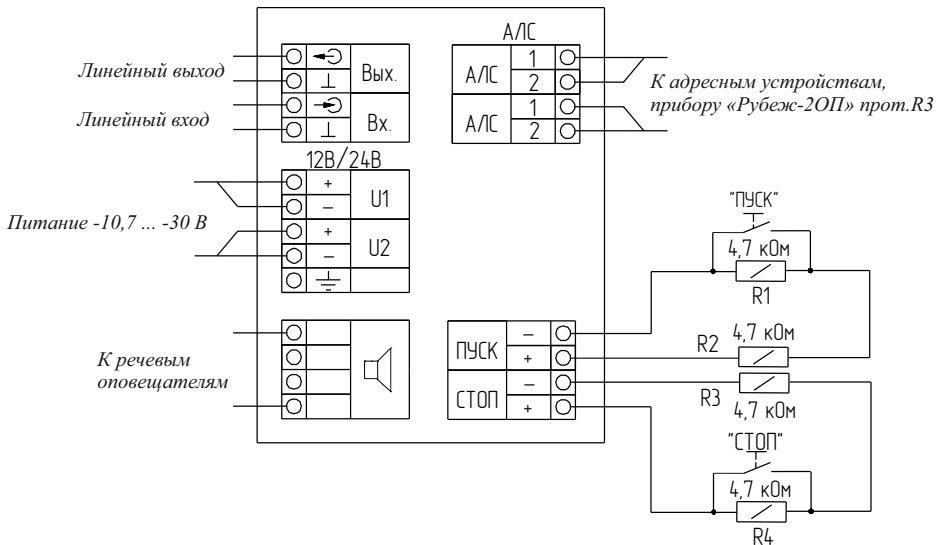 АЛС
Линейный выход
Вых.
АЛС
1
2
К адресным устройствам,
прибору «Рубеж-2ОП» прот.R3
Линейный вход
Вх.
АЛС
1
2
12В/24В
Питание -10,7 ... -30 В
+
–
U1
+
–
U2
"ПУСК"
4,7 кОм
R1
К речевым
оповещателям
ПУСК
–
+
R2
4,7 кОм
СТОП
–
+
R3
4,7 кОм
"СТОП"
4,7 кОм
R4